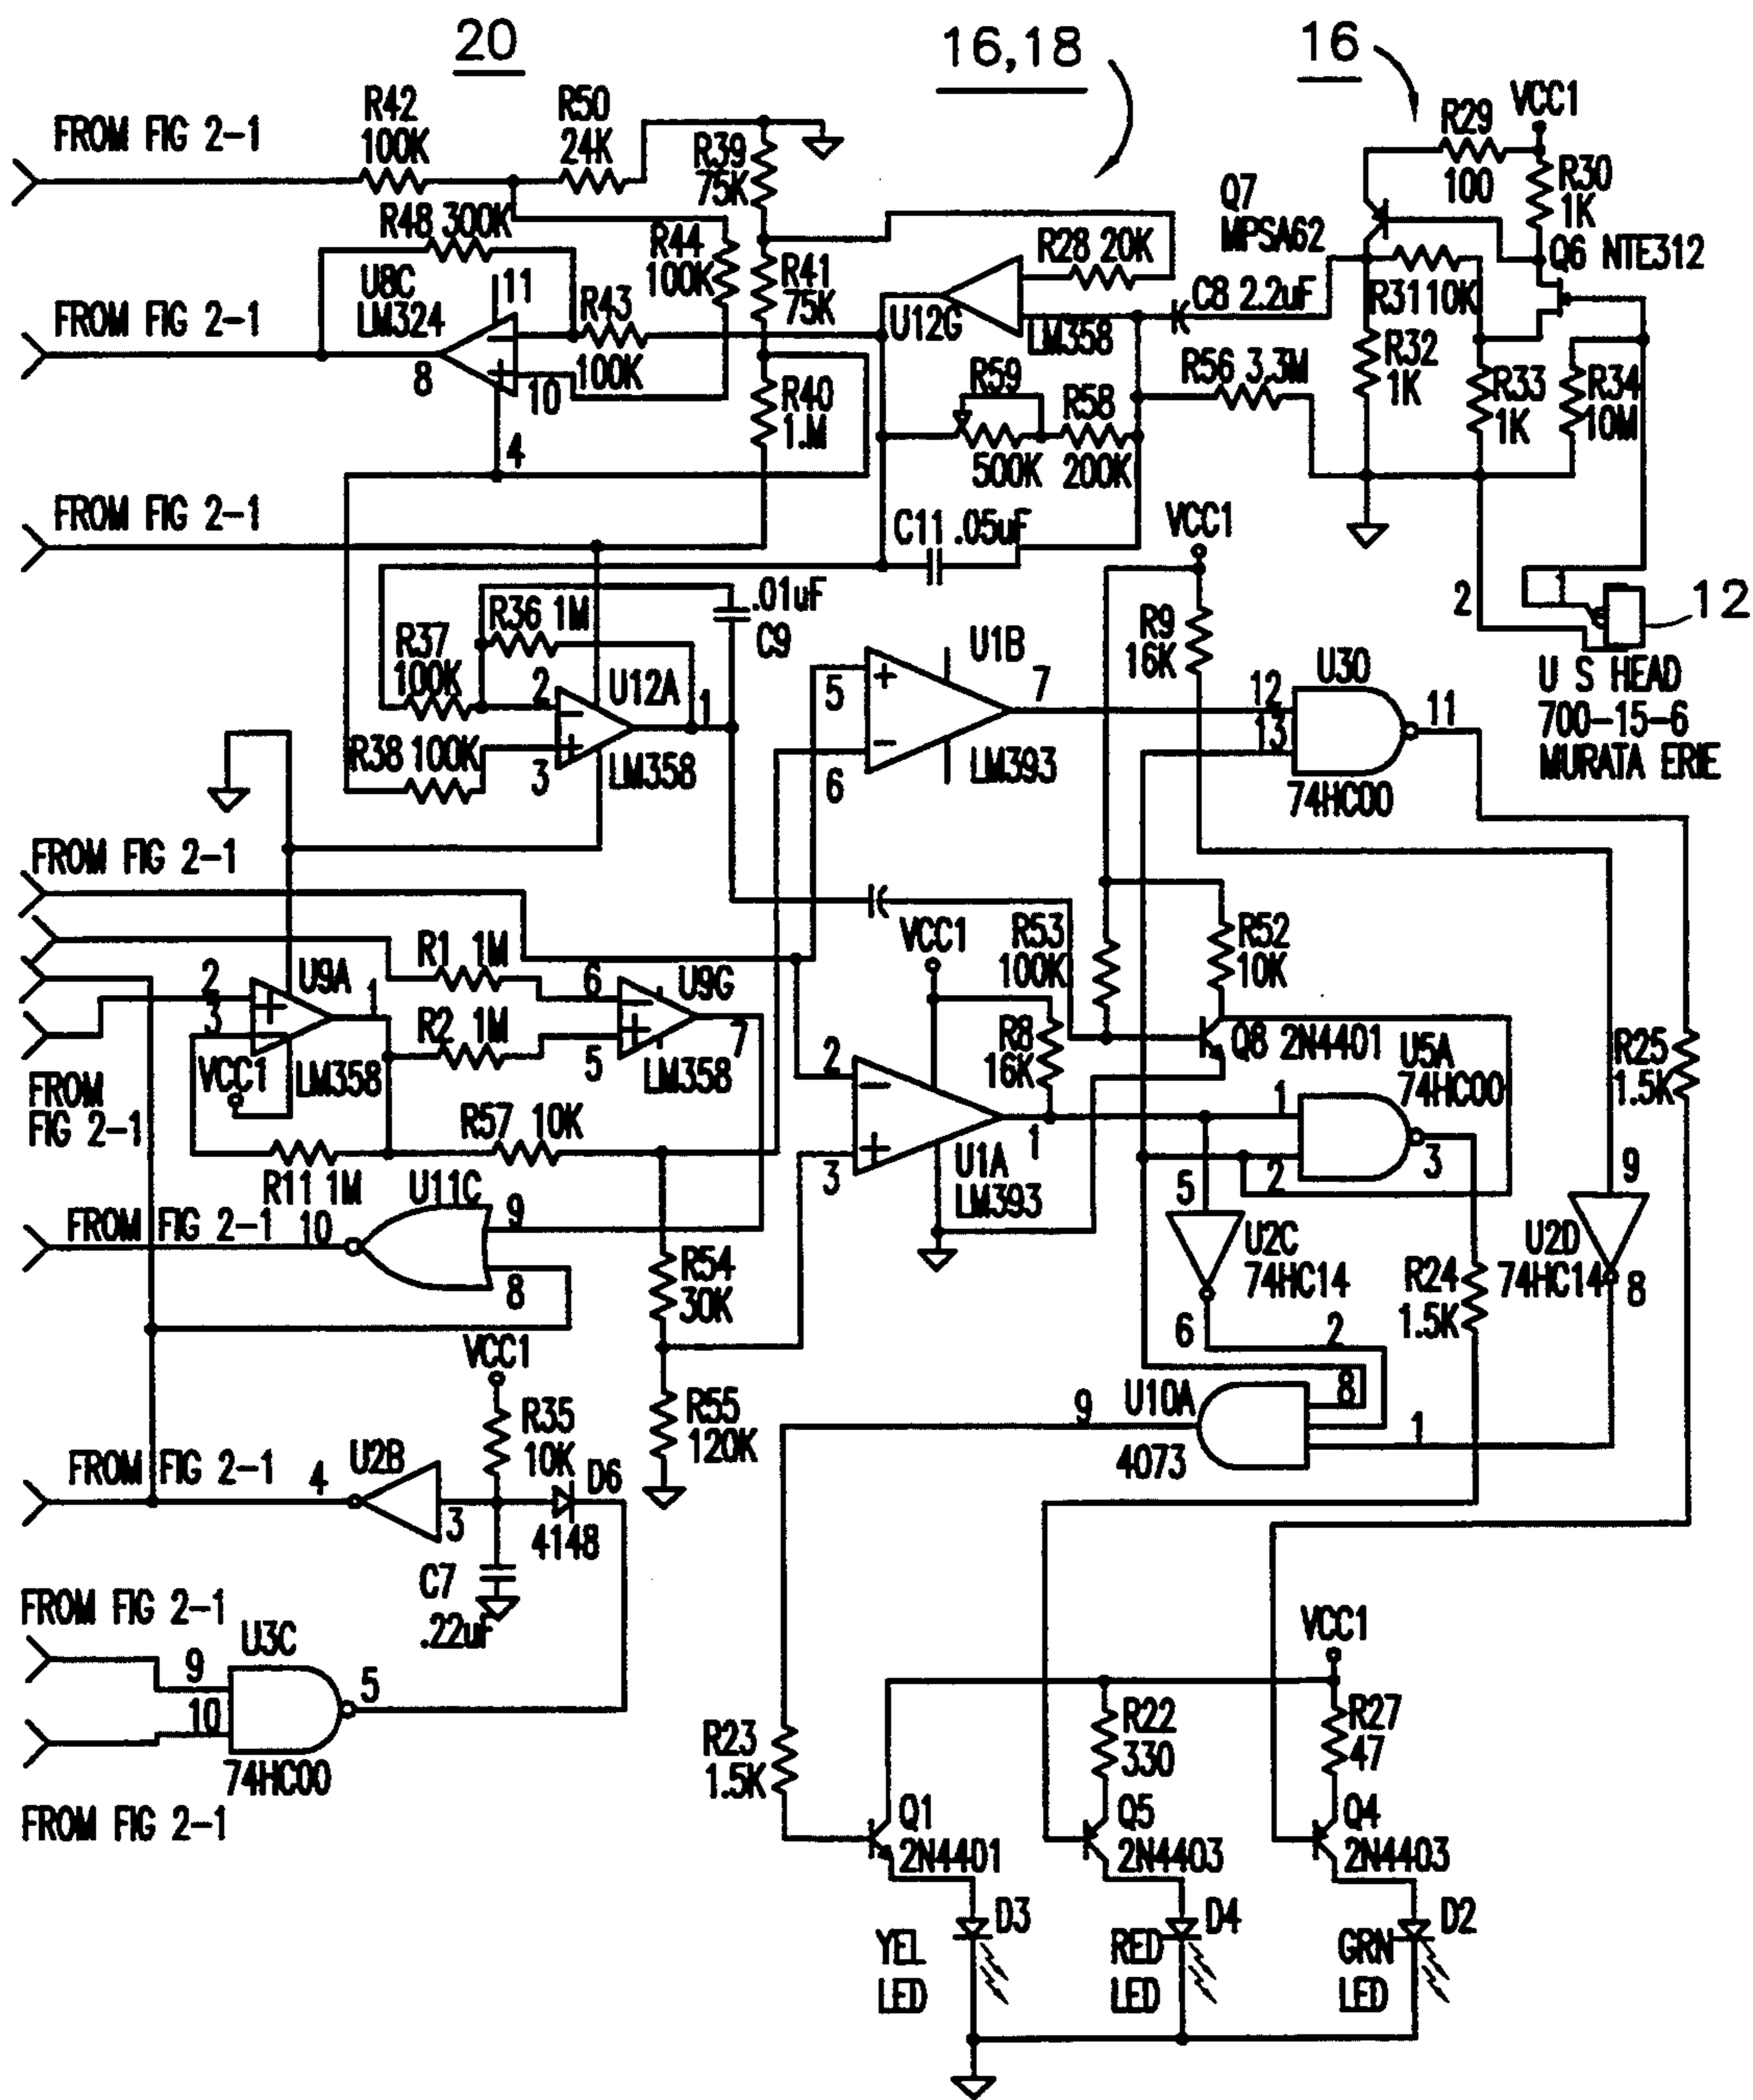 20
16,18
16
FROM FIG 2-1
R42
100K
R50
24K
R39
75K
R29
100
VCC1
R30
1K
Q7
MPSA62
R48 300K
R44
100K
R41
75K
R28 20K
Q6 NTE312
U8C
LM324
11
R43
100K
U12G
LM358
C8 2.2uF
R31 10K
8
10
4
R40
1.M
R59
500K
R58
200K
R56 3.3M
R32
1K
R33
1K
R34
10M
FROM FIG 2-1
C11 .05uF
VCC1
1
2
12
U S HEAD
700-15-6
MURATA ERIE
R36 1M
.01uF
C9
R37
100K
2
U12A
1
R38 100K
3
LM358
U1B
5
+
7
6
-
LM393
R9
16K
U30
12
13
11
74HC00
FROM FIG 2-1
U9A
2
3
1
VCC1
LM358
R1 1M
R2 1M
6
U9G
5
7
LM358
VCC1
R53
100K
R52
10K
R8
16K
Q8 2N4401
U5A
74HC00
R25
1.5K
FROM
FIG 2-1
R11 1M
R57 10K
2
-
+
3
1
U1A
LM393
1
2
3
5
U2C
74HC14
6
9
U2D
74HC14
8
U11C
FROM FIG 2-1
10
9
8
R54
30K
R24
1.5K
VCC1
R35
10K
R55
120K
2
8
1
U10A
9
4073
FROM FIG 2-1
4
U2B
3
D6
4148
C7
.22uF
FROM FIG 2-1
U3C
9
10
5
74HC00
FROM FIG 2-1
VCC1
R23
1.5K
R22
330
R27
47
Q1
2N4401
Q5
2N4403
Q4
2N4403
D3
YEL
LED
D4
RED
LED
D2
GRN
LED